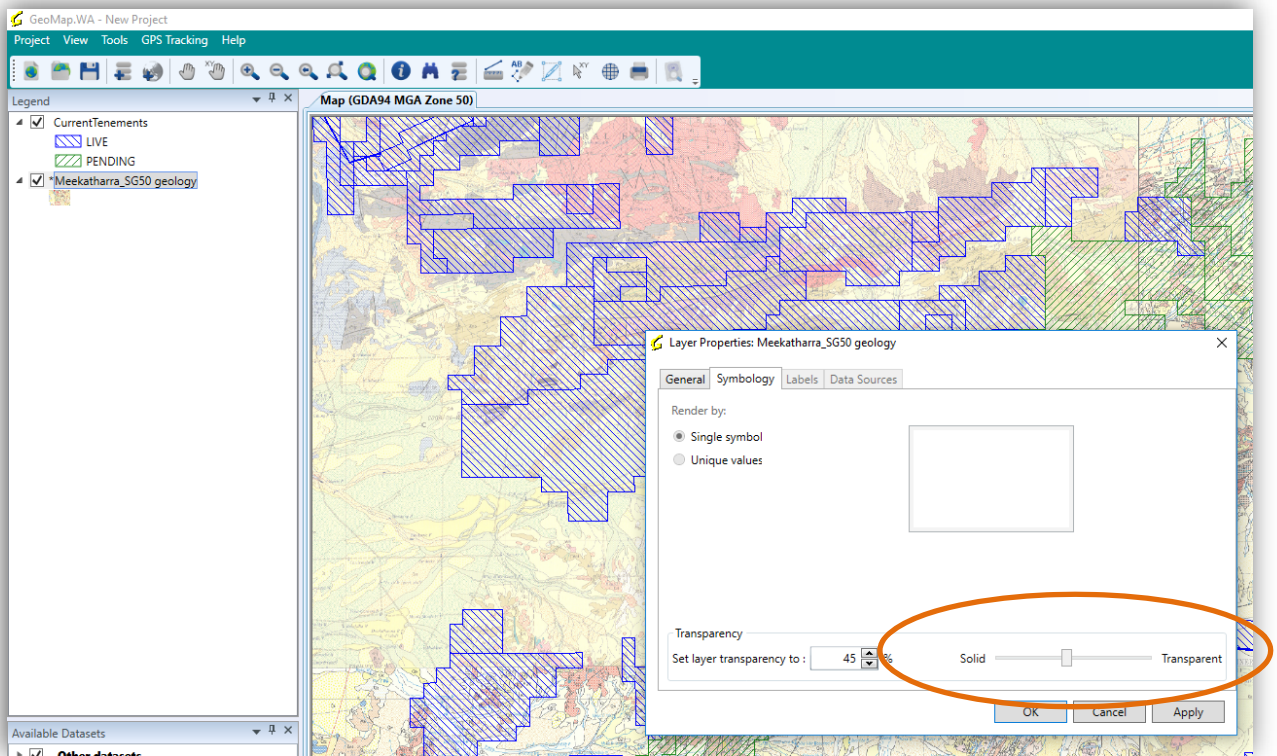 GeoMap.WA - New Project
Project View Tools GPS Tracking Help
Legend
Map (GDA94 MGA Zone 50)
CurrentTenements
LIVE
PENDING
*Meekatharra_SG50 geology
Layer Properties: Meekatharra_SG50 geology
General Symbology Labels Data Sources
Render by:
Single symbol
Unique values
Transparency
Set layer transparency to : 45 %
Solid Transparent
OK Cancel Apply
Available Datasets
Other datasets